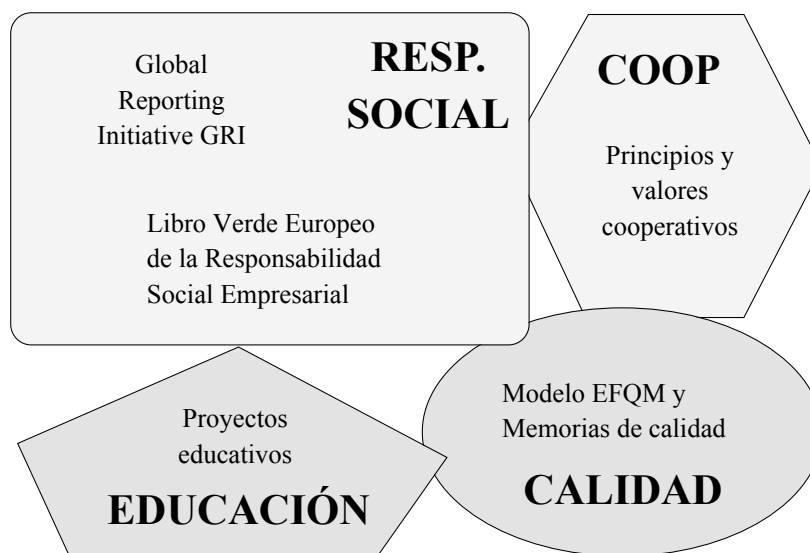 Global
Reporting
Initiative GRI
RESP.
SOCIAL
Libro Verde Europeo
de la Responsabilidad
Social Empresarial
COOP
Principios y
valores
cooperativos
Proyectos
educativos
EDUCACIÓN
Modelo EFQM y
Memorias de calidad
CALIDAD